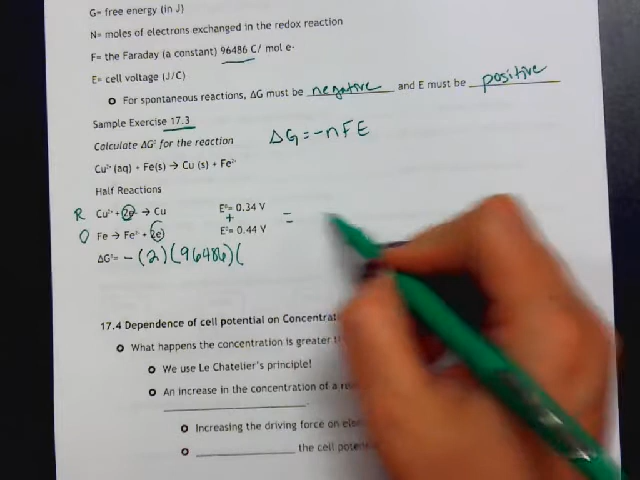 G= free energy (in J)
N= moles of electrons exchanged in the redox reaction
F= the Faraday (a constant) 96486 C/ mol e-
E= cell voltage (J/C)
For spontaneous reactions, ΔG must be negative and E must be positive
Sample Exercise 17.3
ΔG = -nFE
Calculate ΔG° for the reaction
Cu²⁺ (aq) + Fe(s) → Cu (s) + Fe²⁺
Half Reactions
R Cu²⁺ + 2e- → Cu E°= 0.34 V
+ =
O Fe → Fe²⁺ + 2e- E°= 0.44 V
ΔG°= -(2)(96486)(
17.4 Dependence of cell potential on
What happens the concentration is greater
We use Le Chatelier's principle!
An increase in the concentration of a
Increasing the driving force on
the cell